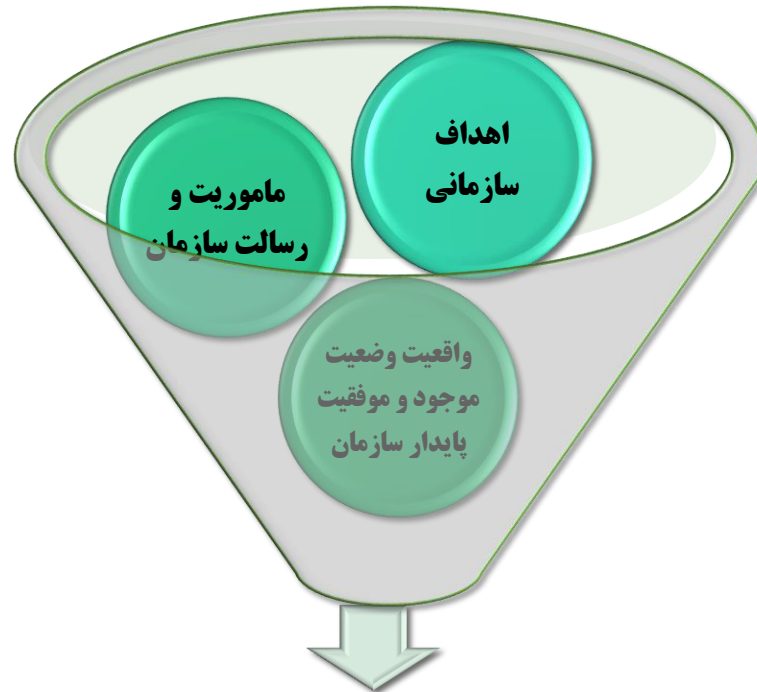 اهداف
سازمانی
ماموریت و
رسالت سازمان
واقعیت وضعیت
موجود و موفقیت
پایدار سازمان